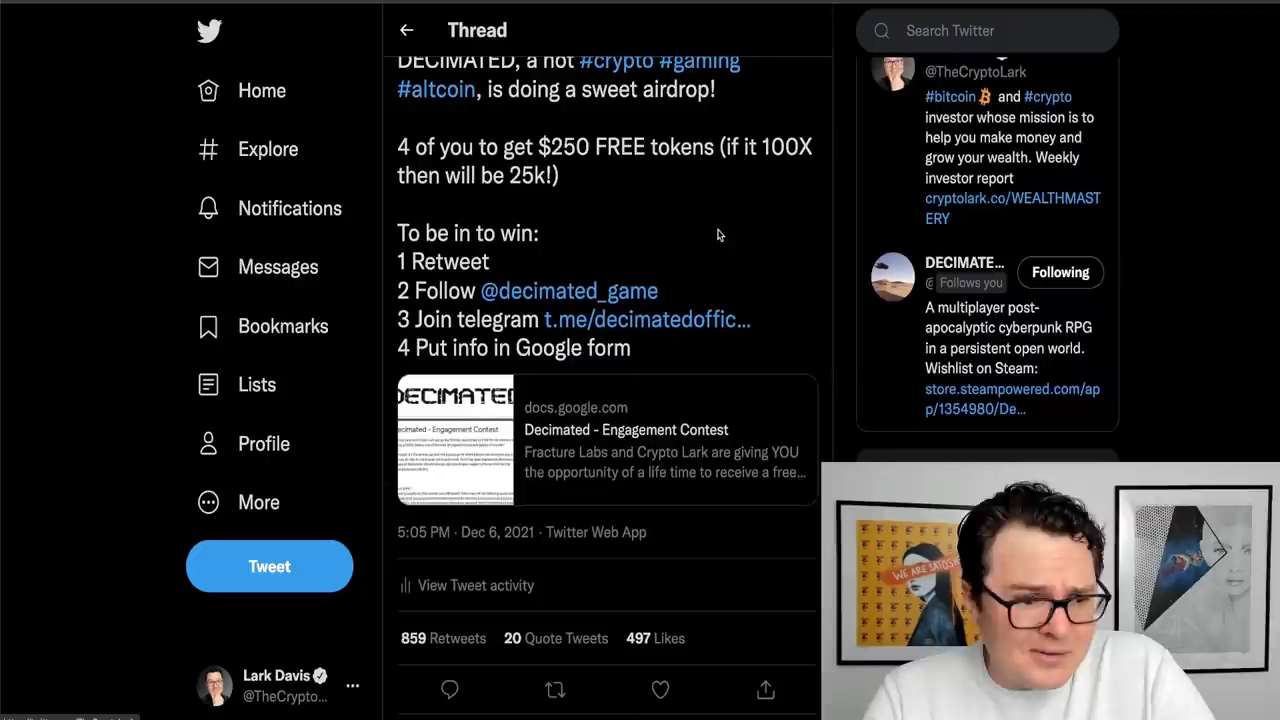 Thread
Search Twitter
Home
Explore
Notifications
Messages
Bookmarks
Lists
Profile
More
Tweet
Lark Davis
@TheCrypto...
DECIMATED, a hot #crypto #gaming
#altcoin, is doing a sweet airdrop!
4 of you to get $250 FREE tokens (if it 100X
then will be 25k!)
To be in to win:
1 Retweet
2 Follow @decimated_game
3 Join telegram t.me/decimatedoffic...
4 Put info in Google form
DECIMATED
Decimated - Engagement Contest
docs.google.com
Decimated - Engagement Contest
Fracture Labs and Crypto Lark are giving YOU
the opportunity of a life time to receive a free...
5:05 PM · Dec 6, 2021 · Twitter Web App
View Tweet activity
859 Retweets 20 Quote Tweets 497 Likes
@TheCryptoLark
#bitcoin and #crypto
investor whose mission is to
help you make money and
grow your wealth. Weekly
investor report
cryptolark.co/WEALTHMAST
ERY
DECIMATE...
Following
@ Follows you
A multiplayer post-
apocalyptic cyberpunk RPG
in a persistent open world.
Wishlist on Steam:
store.steampowered.com/ap
p/1354980/De...
WE ARE SATOSHI